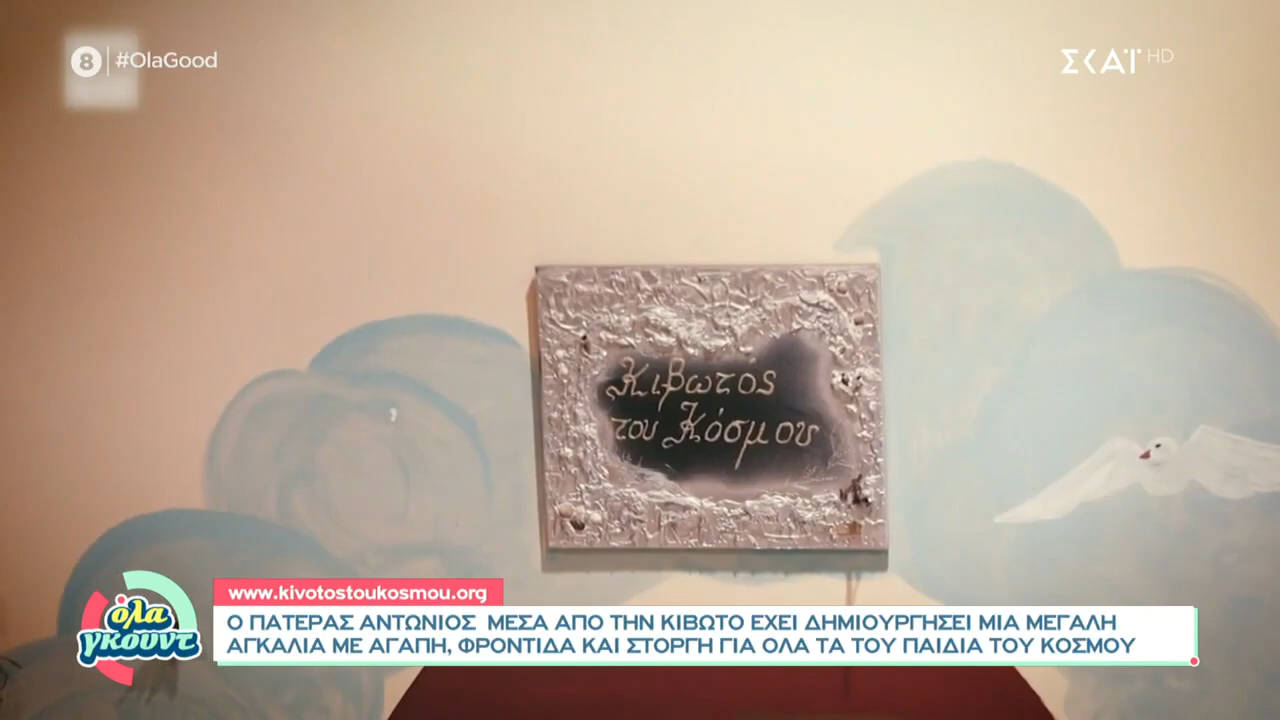 8 #OlaGood
ΣΚΑΪ HD
Κιβωτός
του Κόσμου
www.kivotostoukosmou.org
όλα
γκουντ
Ο ΠΑΤΕΡΑΣ ΑΝΤΩΝΙΟΣ ΜΕΣΑ ΑΠΟ ΤΗΝ ΚΙΒΩΤΟ ΕΧΕΙ ΔΗΜΙΟΥΡΓΗΣΕΙ ΜΙΑ ΜΕΓΑΛΗ
ΑΓΚΑΛΙΑ ΜΕ ΑΓΑΠΗ, ΦΡΟΝΤΙΔΑ ΚΑΙ ΣΤΟΡΓΗ ΓΙΑ ΟΛΑ ΤΑ ΤΟΥ ΠΑΙΔΙΑ ΤΟΥ ΚΟΣΜΟΥ